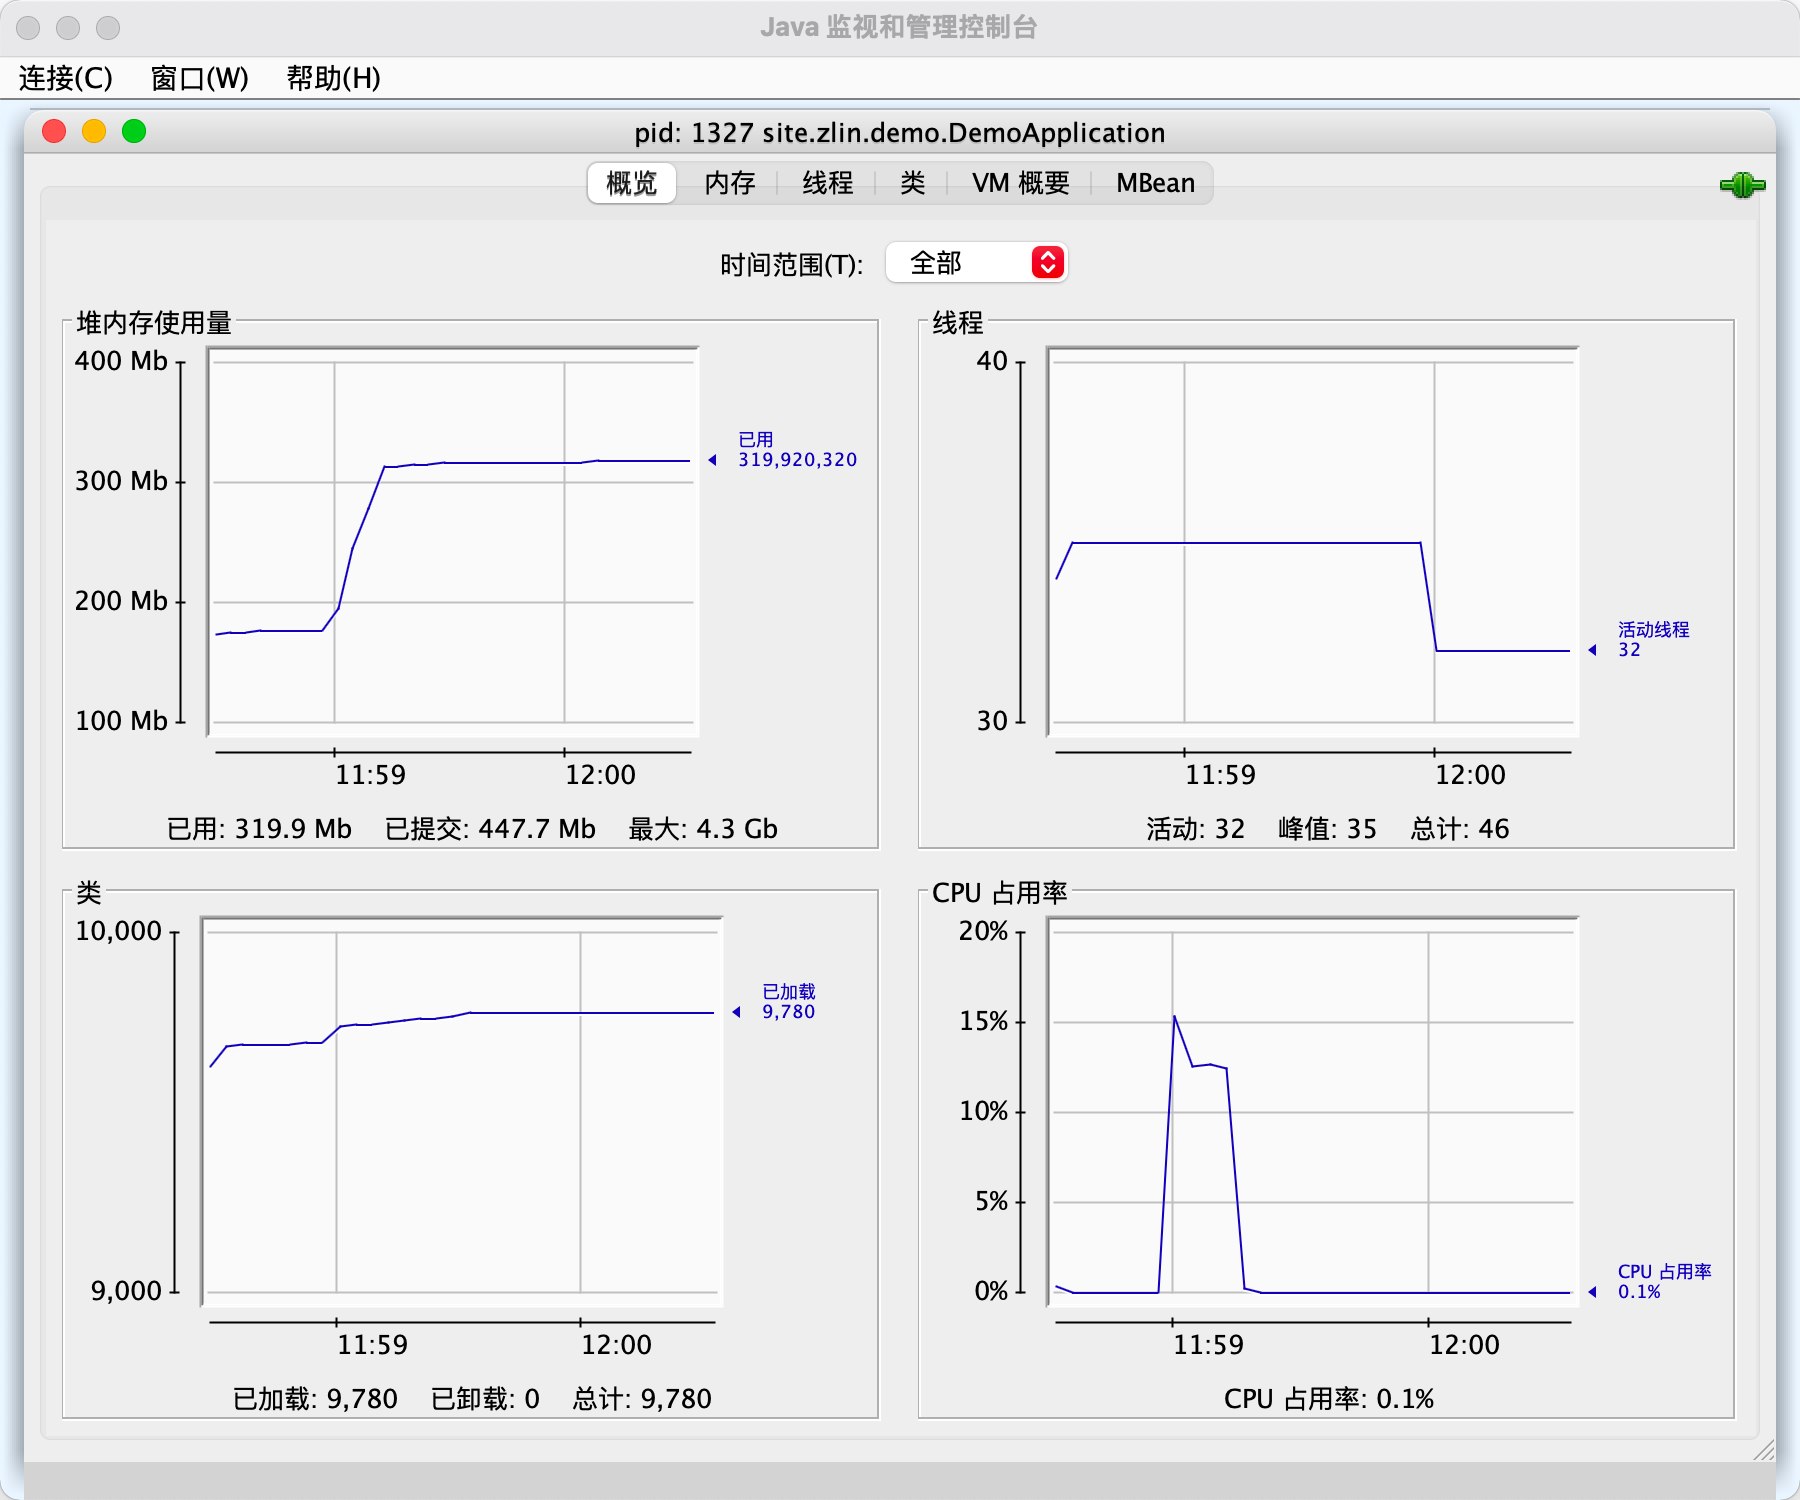 Java 监视和管理控制台
连接(C) 窗口(W) 帮助(H)
pid: 1327 site.zlin.demo.DemoApplication
概览 内存 线程 类 VM 概要 MBean
时间范围(T): 全部
堆内存使用量
400 Mb
300 Mb
200 Mb
100 Mb
已用
319,920,320
11:59 12:00
已用: 319.9 Mb 已提交: 447.7 Mb 最大: 4.3 Gb
线程
40
30
活动线程
32
11:59 12:00
活动: 32 峰值: 35 总计: 46
类
10,000
9,000
已加载
9,780
11:59 12:00
已加载: 9,780 已卸载: 0 总计: 9,780
CPU 占用率
20%
15%
10%
5%
0%
CPU 占用率
0.1%
11:59 12:00
CPU 占用率: 0.1%